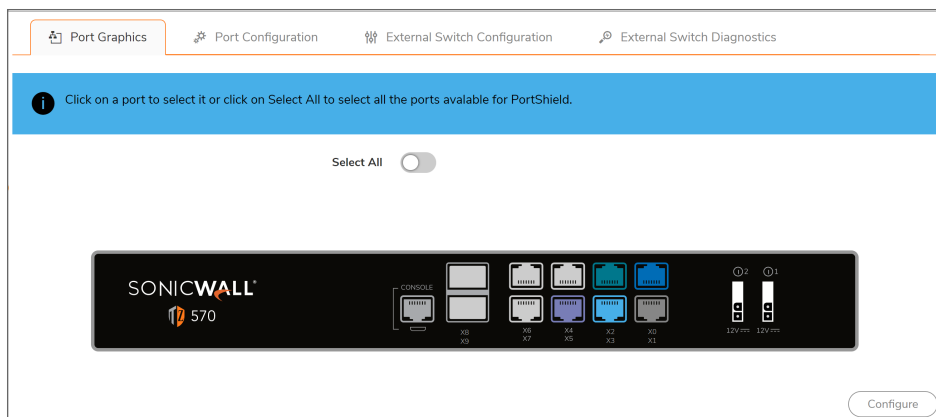 Port Graphics
Port Configuration
External Switch Configuration
External Switch Diagnostics
Click on a port to select it or click on Select All to select all the ports avalable for PortShield.
Select All
SONICWALL
570
CONSOLE
X8
X9
X6
X7
X4
X5
X2
X3
X0
X1
2
1
12V
12V
Configure